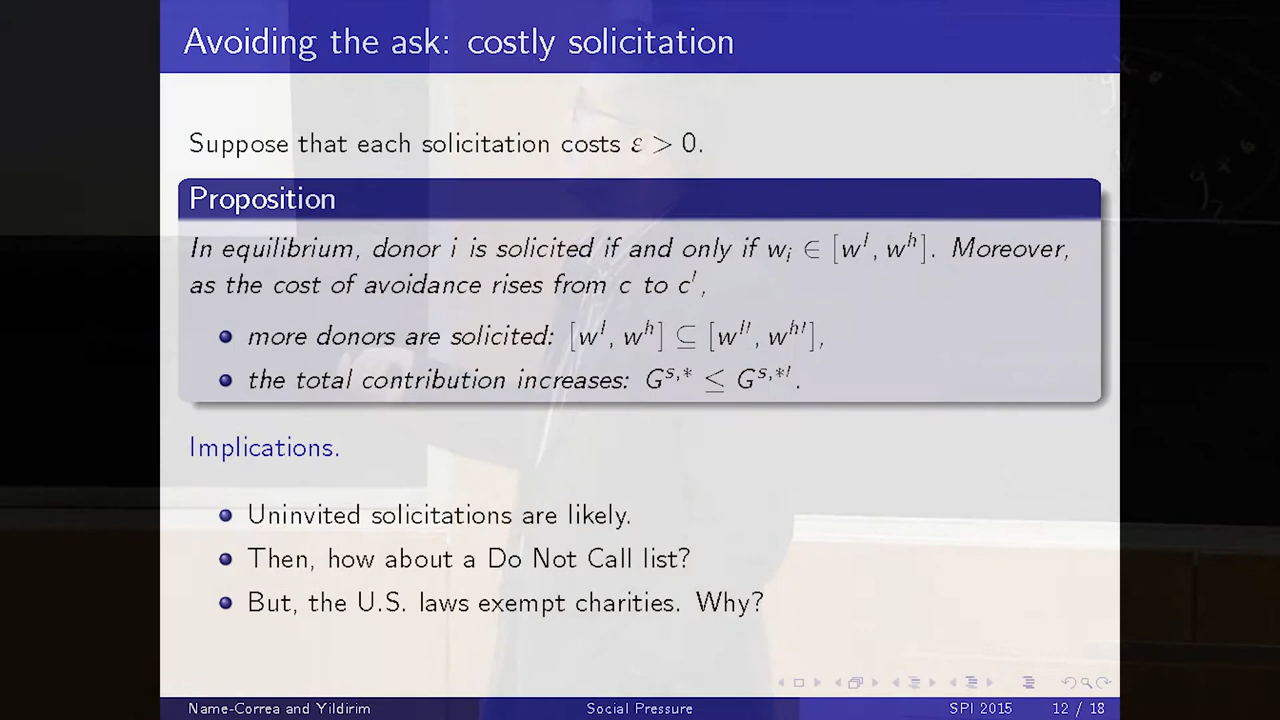 Avoiding the ask: costly solicitation
Suppose that each solicitation costs ε > 0.
Proposition
In equilibrium, donor i is solicited if and only if wᵢ ∈ [wˡ, wʰ]. Moreover,
as the cost of avoidance rises from c to c′,
more donors are solicited: [wˡ, wʰ] ⊆ [wˡ′, wʰ′],
the total contribution increases: Gˢ,* ≤ Gˢ,*′.
Implications.
Uninvited solicitations are likely.
Then, how about a Do Not Call list?
But, the U.S. laws exempt charities. Why?
Name-Correa and Yildirim Social Pressure SPI 2015 12 / 18